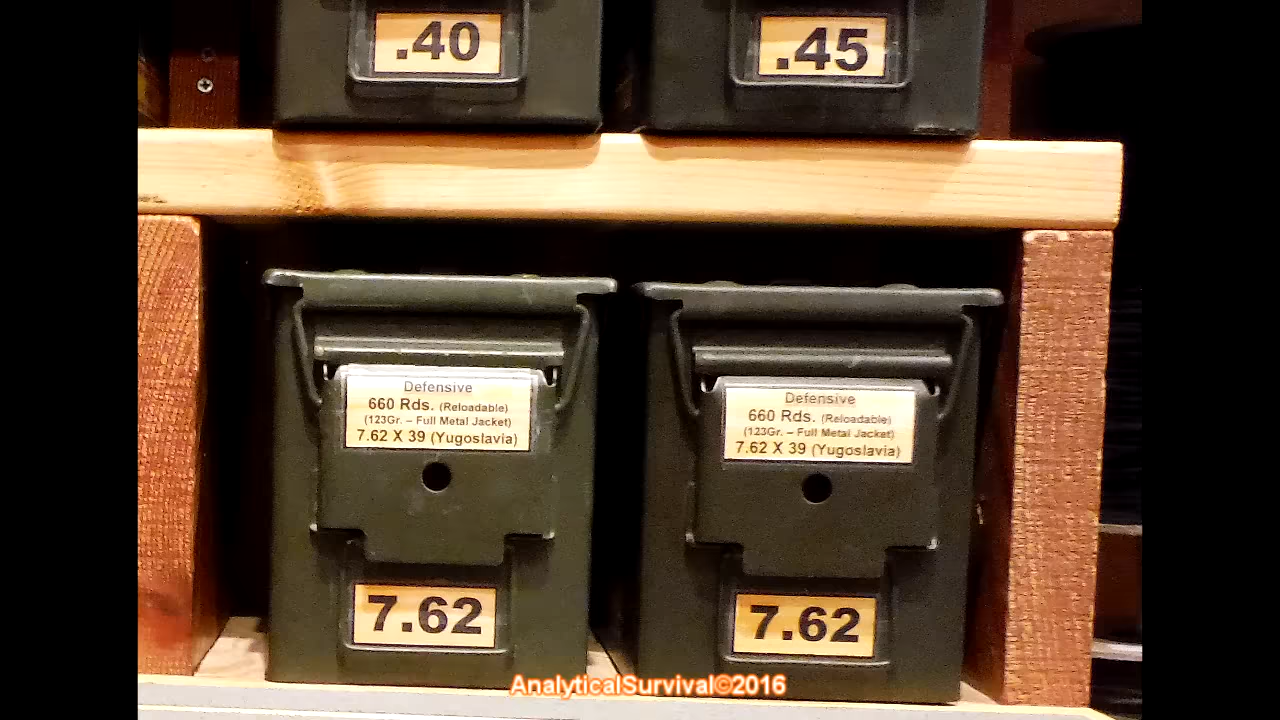 .40
.45
Defensive
660 Rds. (Reloadable)
(123Gr. – Full Metal Jacket)
7.62 X 39 (Yugoslavia)
7.62
Defensive
660 Rds. (Reloadable)
(123Gr. – Full Metal Jacket)
7.62 X 39 (Yugoslavia)
7.62
AnalyticalSurvival©2016